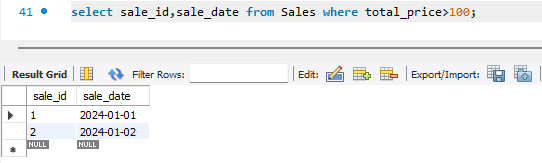 41 select sale_id,sale_date from Sales where total_price>100;
Result Grid Filter Rows: Edit: Export/Import:
sale_id sale_date
1 2024-01-01
2 2024-01-02
NULL NULL